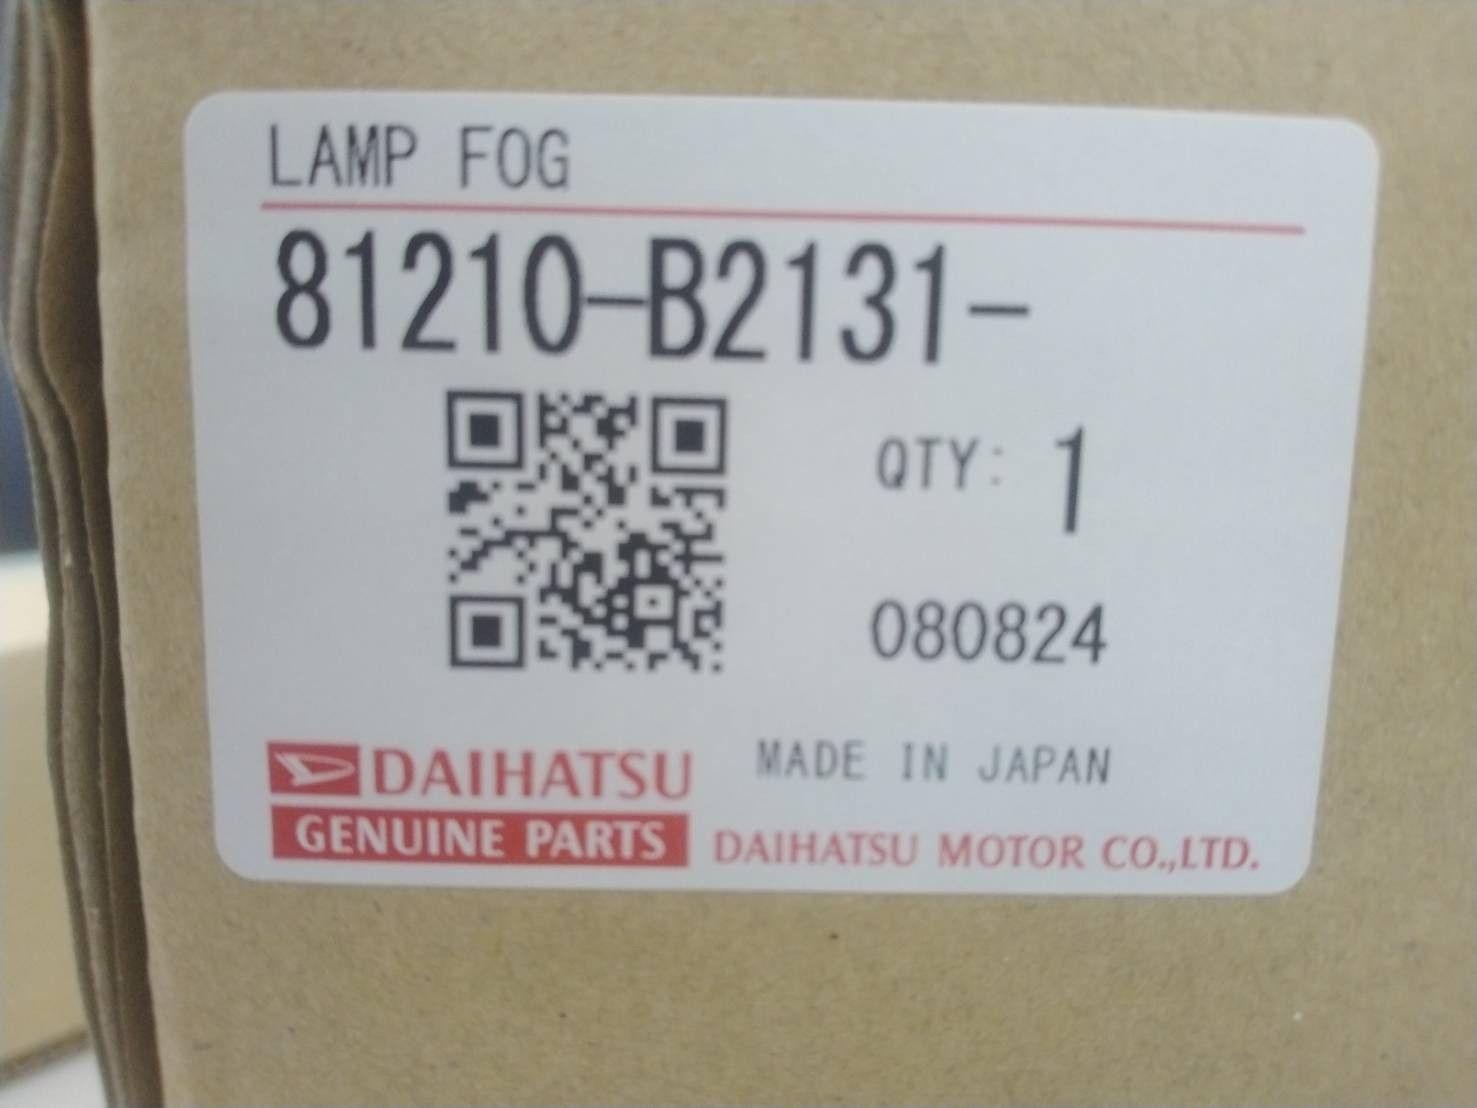 LAMP FOG
81210-B2131-
QTY: 1
080824
MADE IN JAPAN
DAIHATSU
GENUINE PARTS
DAIHATSU MOTOR CO.,LTD.